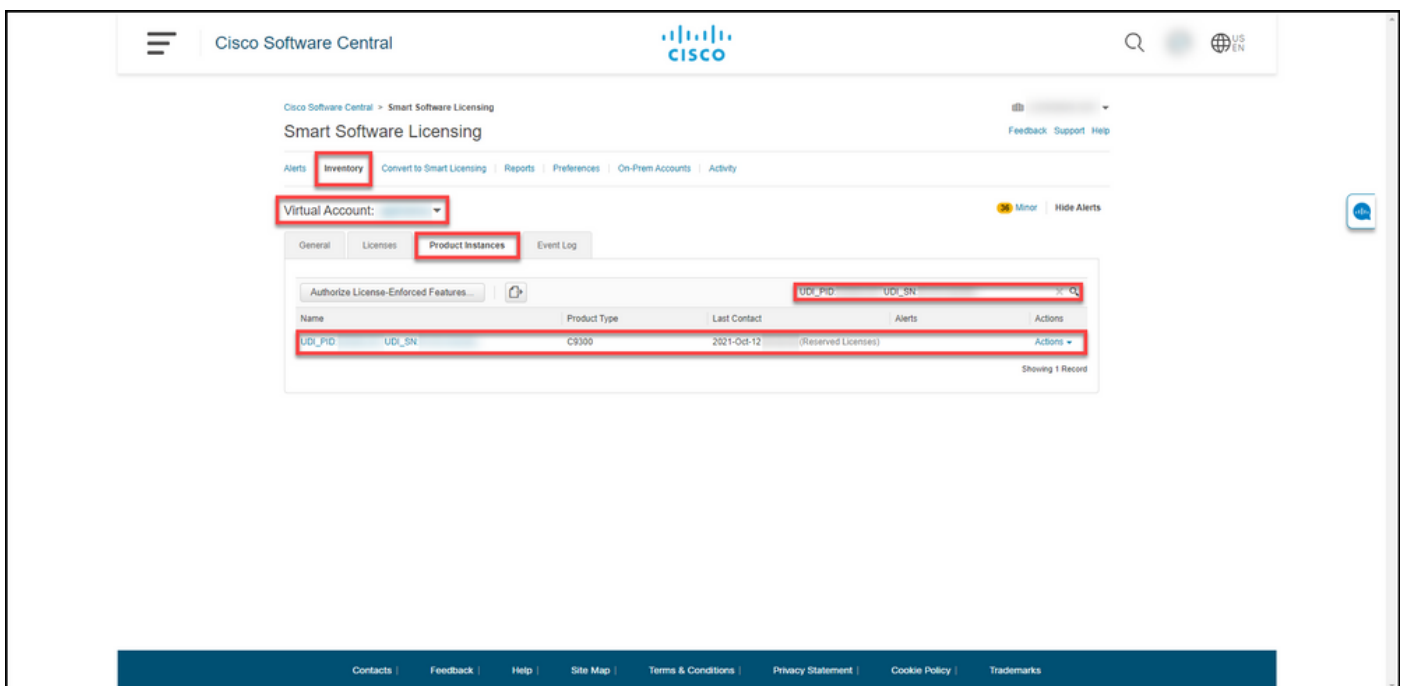 Cisco Software Central
CISCO
US
EN
Cisco Software Central > Smart Software Licensing
Smart Software Licensing
Feedback Support Help
Alerts Inventory Convert to Smart Licensing | Reports | Preferences | On-Prem Accounts | Activity
Virtual Account:
36 Minor | Hide Alerts
General Licenses Product Instances Event Log
Authorize License-Enforced Features...
UDI_PID UDI_SN
Name Product Type Last Contact Alerts Actions
UDI_PID UDI_SN C9300 2021-Oct-12 (Reserved Licenses) Actions
Showing 1 Record
Contacts | Feedback | Help | Site Map | Terms & Conditions | Privacy Statement | Cookie Policy | Trademarks